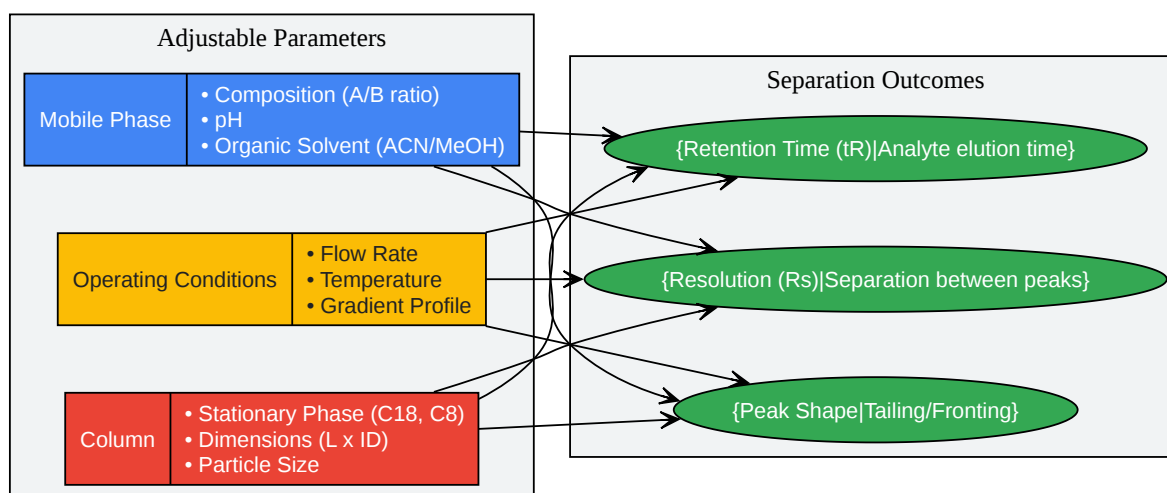 Adjustable Parameters
Mobile Phase
• Composition (A/B ratio)
• pH
• Organic Solvent (ACN/MeOH)
Operating Conditions
• Flow Rate
• Temperature
• Gradient Profile
Column
• Stationary Phase (C18, C8)
• Dimensions (L x ID)
• Particle Size
Separation Outcomes
{Retention Time (tR)|Analyte elution time}
{Resolution (Rs)|Separation between peaks}
{Peak Shape|Tailing/Fronting}